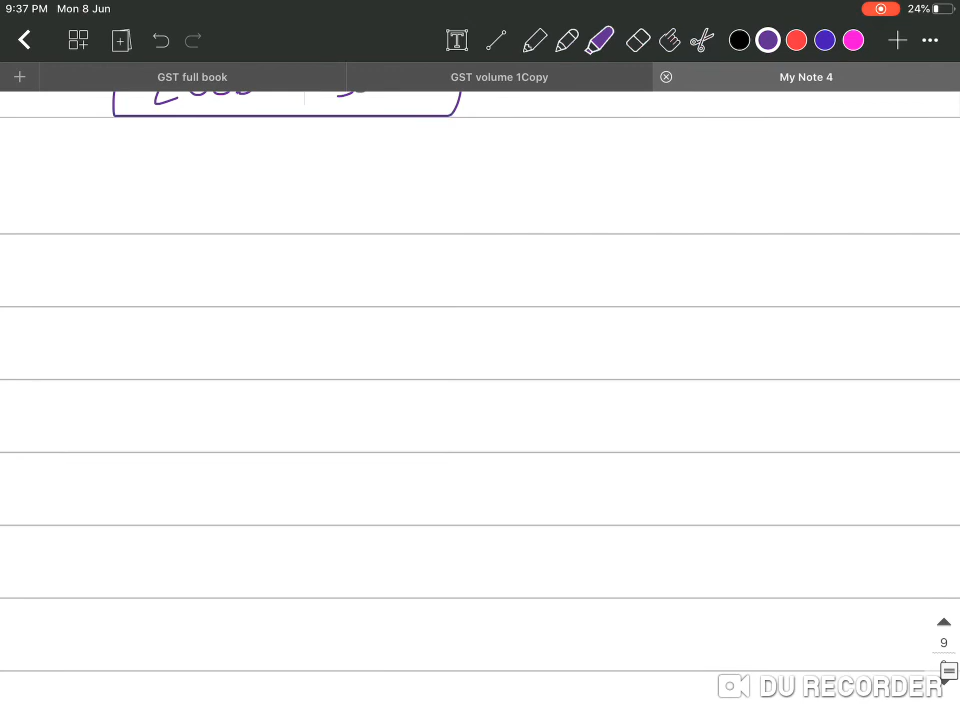 9:37 PM Mon 8 Jun 24%
T
GST full book GST volume 1Copy My Note 4
9
DU RECORDER